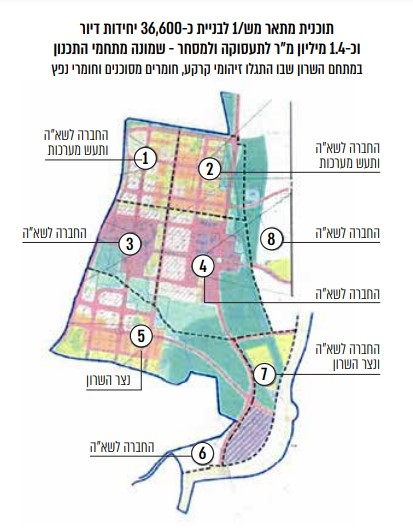 תוכנית מתאר מש/1 לבניית כ-36,600 יחידות דיור
וכ-1.4 מיליון מ"ר לתעסוקה ולמסחר - שמונה מתחמי התכנון
במתחם השרון שבו התגלו זיהומי קרקע, חומרים מסוכנים וחומרי נפץ
החברה לשא"ה
ותעש מערכות
1
החברה לשא"ה
ותעש מערכות
2
החברה לשא"ה
3
החברה לשא"ה
8
4
החברה לשא"ה
5
נצר השרון
החברה לשא"ה
ונצר השרון
7
החברה לשא"ה
6